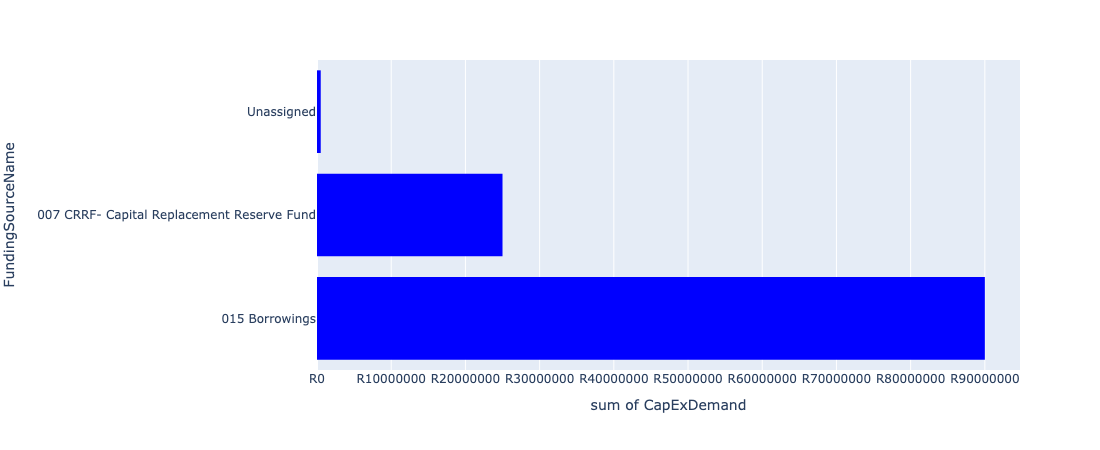 FundingSourceName
Unassigned
007 CRRF- Capital Replacement Reserve Fund
015 Borrowings
R0 R10000000 R20000000 R30000000 R40000000 R50000000 R60000000 R70000000 R80000000 R90000000
sum of CapExDemand